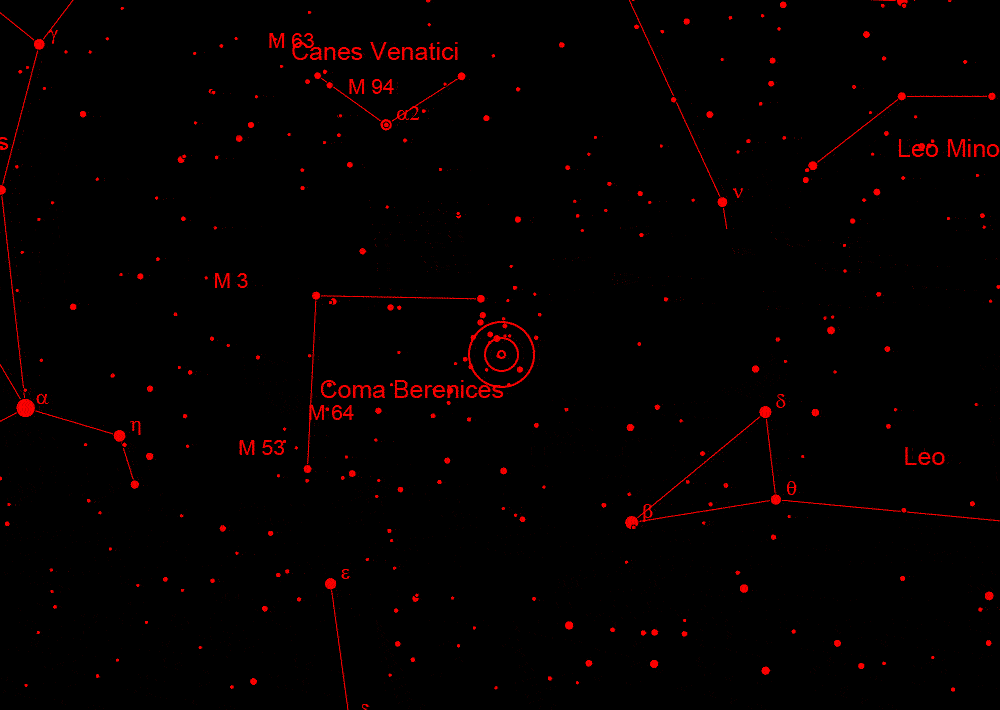 γ
M 63
Canes Venatici
M 94
α2
s
Leo Mino
ν
M 3
Coma Berenices
α
M 64
δ
η
M 53
Leo
θ
β
ε